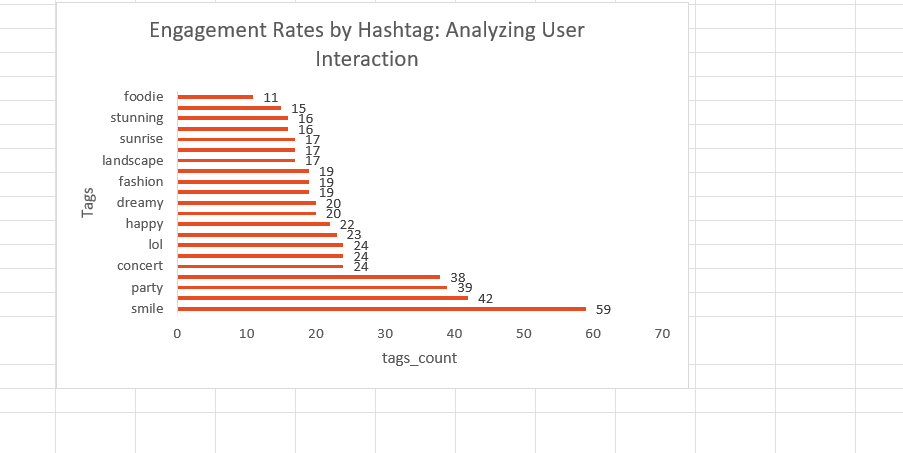 Engagement Rates by Hashtag: Analyzing User
Interaction
foodie 11
15
stunning 16
16
sunrise 17
17
landscape 17
19
fashion 19
19
dreamy 20
20
happy 22
23
lol 24
24
concert 24
38
party 39
42
smile 59
Tags
0 10 20 30 40 50 60 70
tags_count